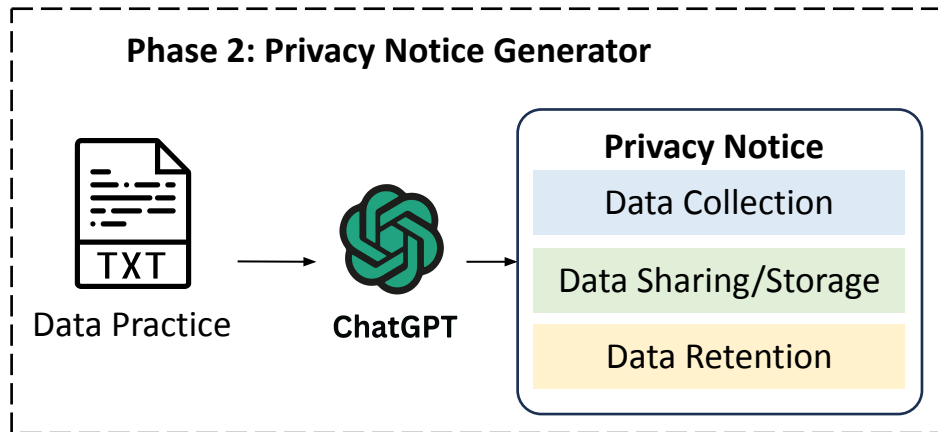 Phase 2: Privacy Notice Generator
TXT
Data Practice
ChatGPT
Privacy Notice
Data Collection
Data Sharing/Storage
Data Retention